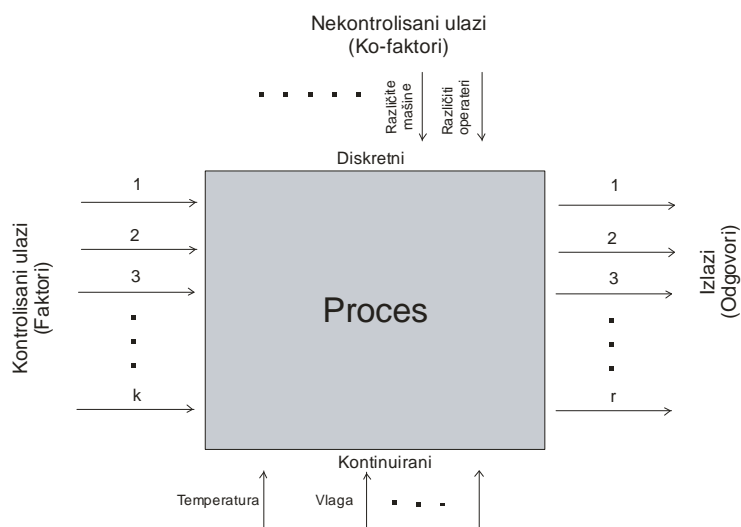 Nekontrolisani ulazi
(Ko-faktori)
Različite
mašine
Različiti
operateri
Diskretni
Kontrolisani ulazi
(Faktori)
1
2
3
k
Proces
1
2
3
r
Izlazi
(Odgovori)
Kontinuirani
Temperatura
Vlaga